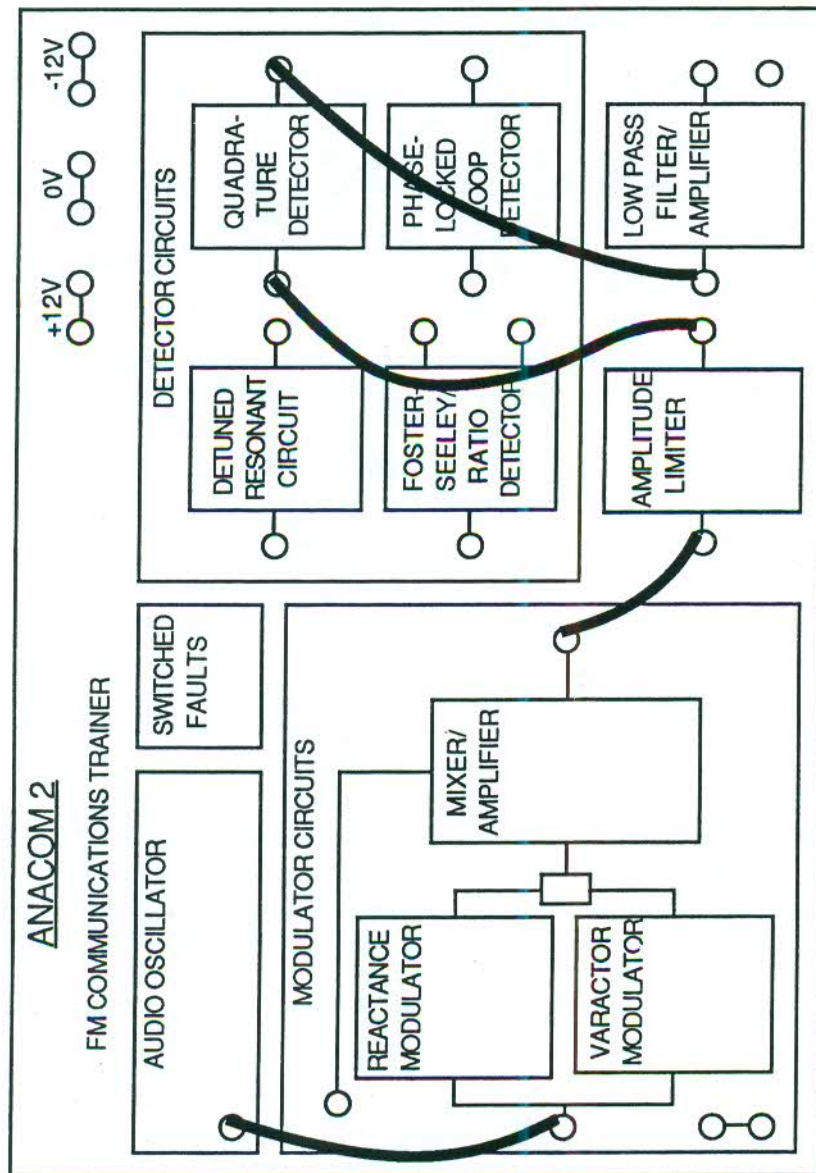 ANACOM 2
FM COMMUNICATIONS TRAINER
+12V
0V
-12V
AUDIO OSCILLATOR
SWITCHED
FAULTS
DETECTOR CIRCUITS
DETUNED
RESONANT
CIRCUIT
QUADRA-
TURE
DETECTOR
FOSTER-
SEELEY/
RATIO
DETECTOR
PHASE-
LOCKED
LOOP
DETECTOR
MODULATOR CIRCUITS
REACTANCE
MODULATOR
MIXER/
AMPLIFIER
VARACTOR
MODULATOR
AMPLITUDE
LIMITER
LOW PASS
FILTER/
AMPLIFIER